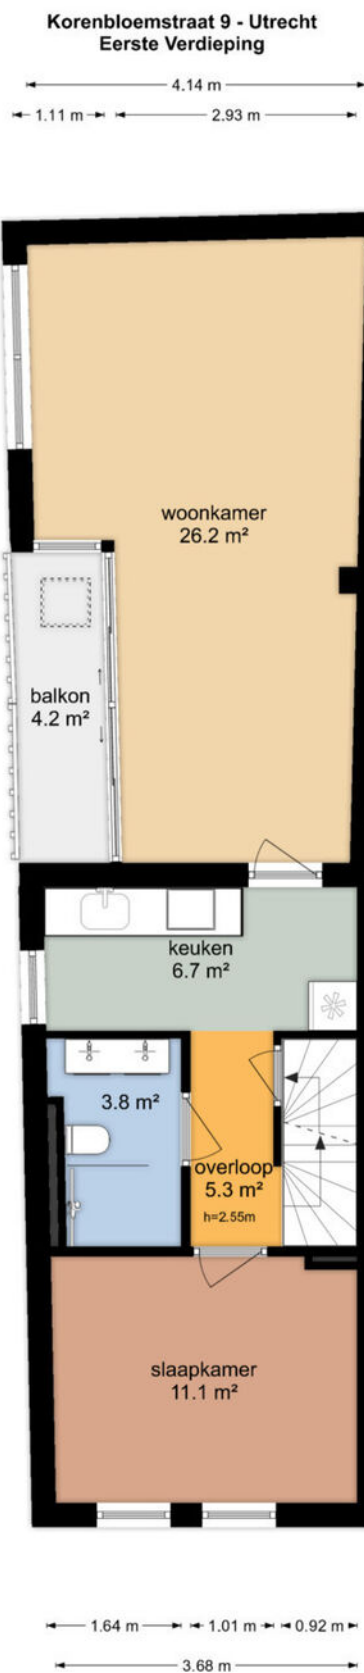 Korenbloemstraat 9 - Utrecht
Eerste Verdieping
4.14 m
1.11 m
2.93 m
woonkamer
26.2 m²
balkon
4.2 m²
keuken
6.7 m²
3.8 m²
overloop
5.3 m²
h=2.55m
slaapkamer
11.1 m²
1.64 m
1.01 m
0.92 m
3.68 m